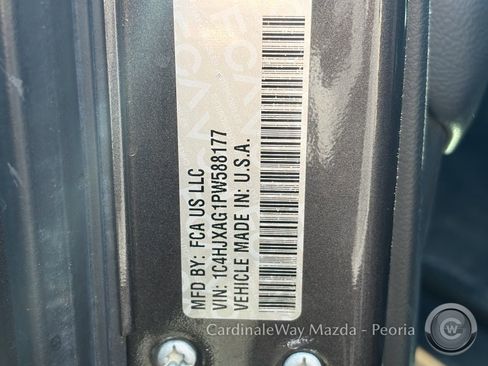 MFD BY: FCA US LLC
VIN: 1C4HJXAG1PW588177
VEHICLE MADE IN: U.S.A.
CardinaleWay Mazda - Peoria